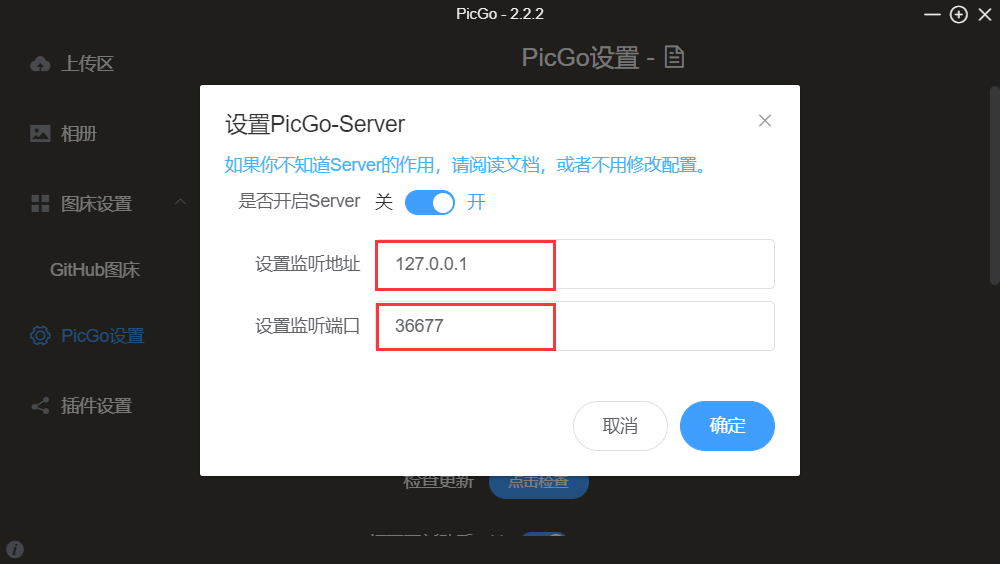 PicGo - 2.2.2
上传区
PicGo设置 -
相册
图床设置
GitHub图床
PicGo设置
插件设置
设置PicGo-Server
如果你不知道Server的作用，请阅读文档，或者不用修改配置。
是否开启Server 关 开
设置监听地址 127.0.0.1
设置监听端口 36677
取消 确定
检查更新 点击检查